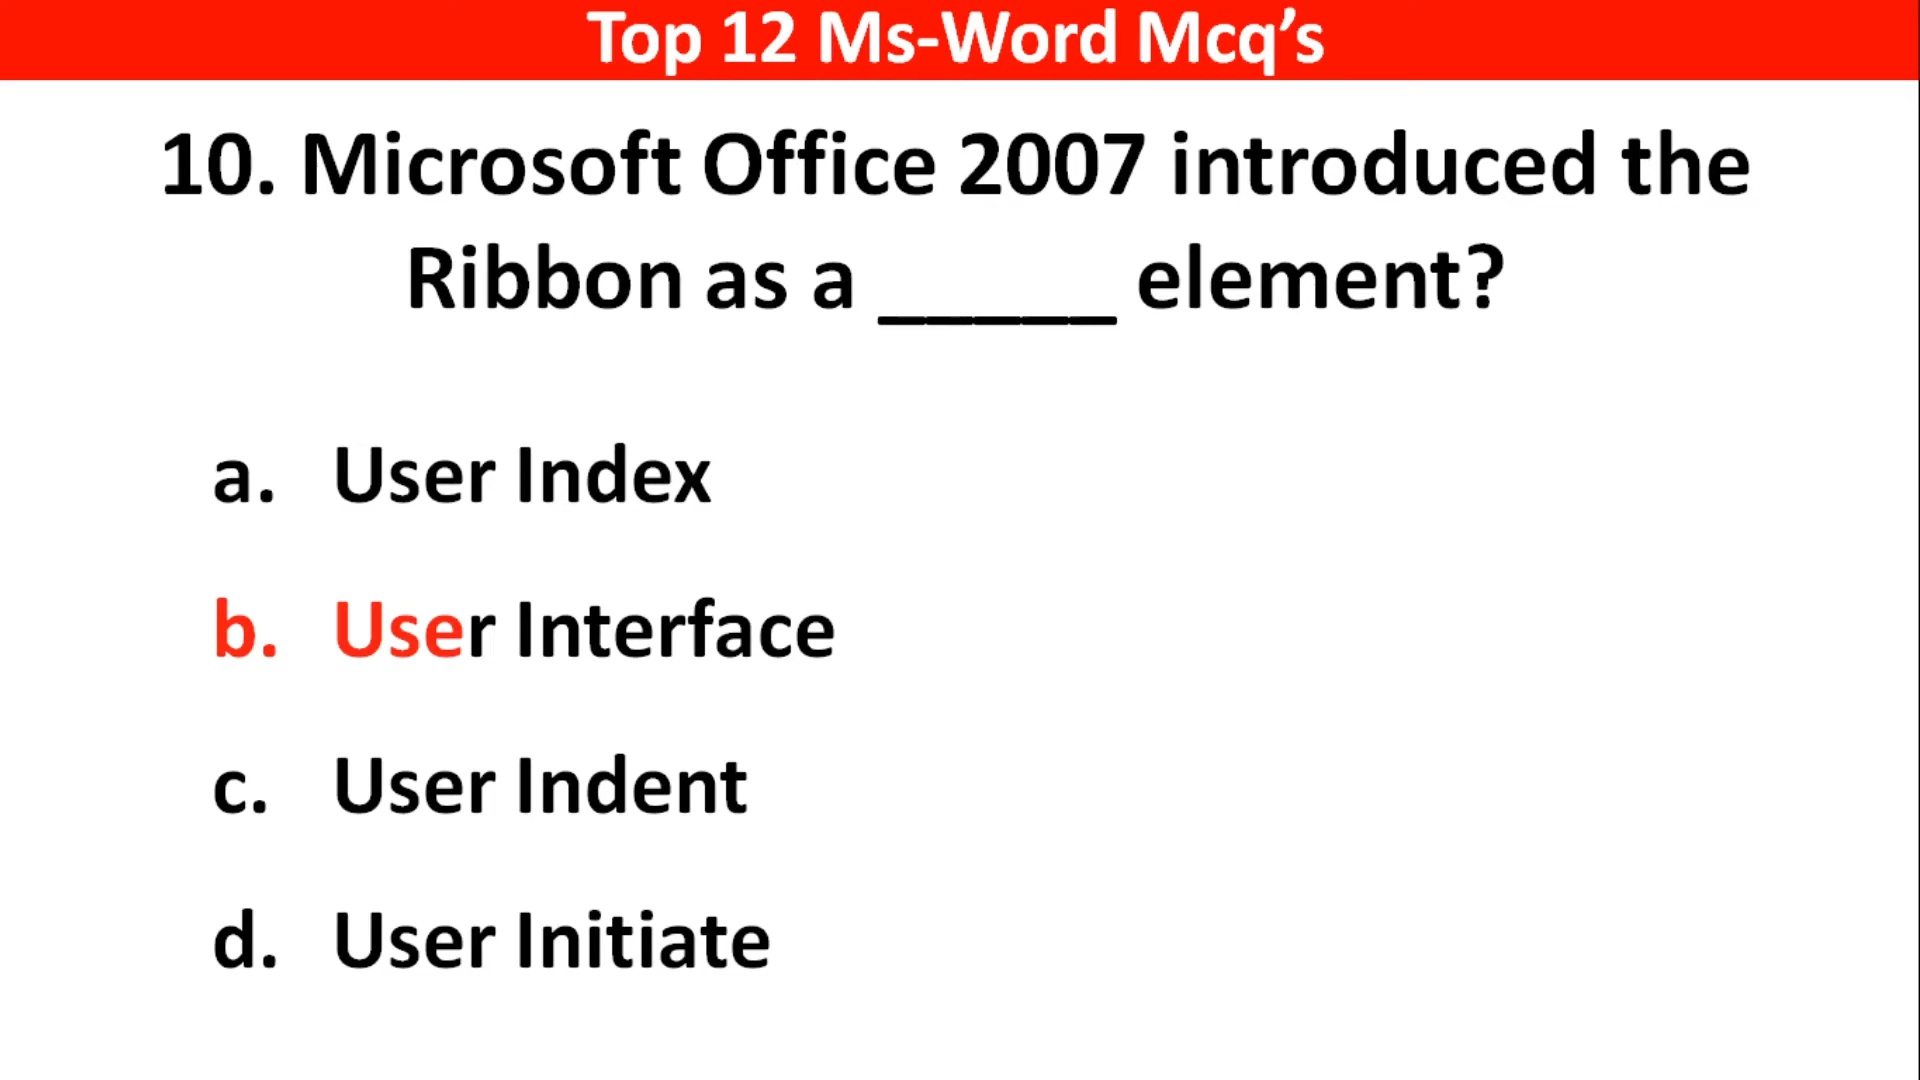 Top 12 Ms-Word Mcq’s
10. Microsoft Office 2007 introduced the
Ribbon as a _____ element?
a. User Index
b. User Interface
c. User Indent
d. User Initiate